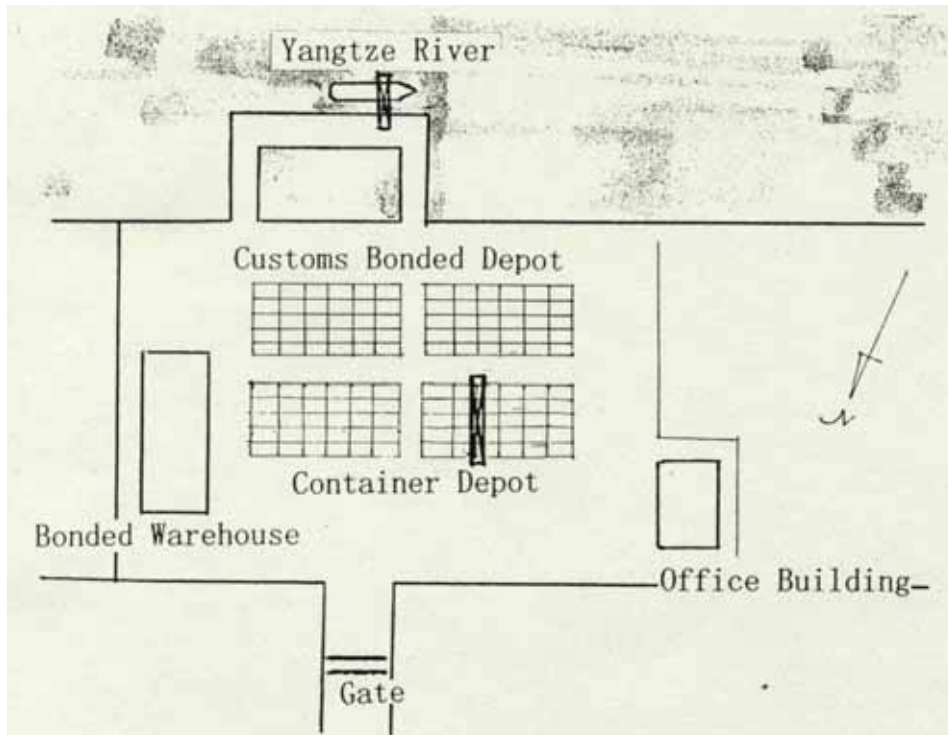 Yangtze River
Customs Bonded Depot
Container Depot
Bonded Warehouse
Office Building
N
Gate